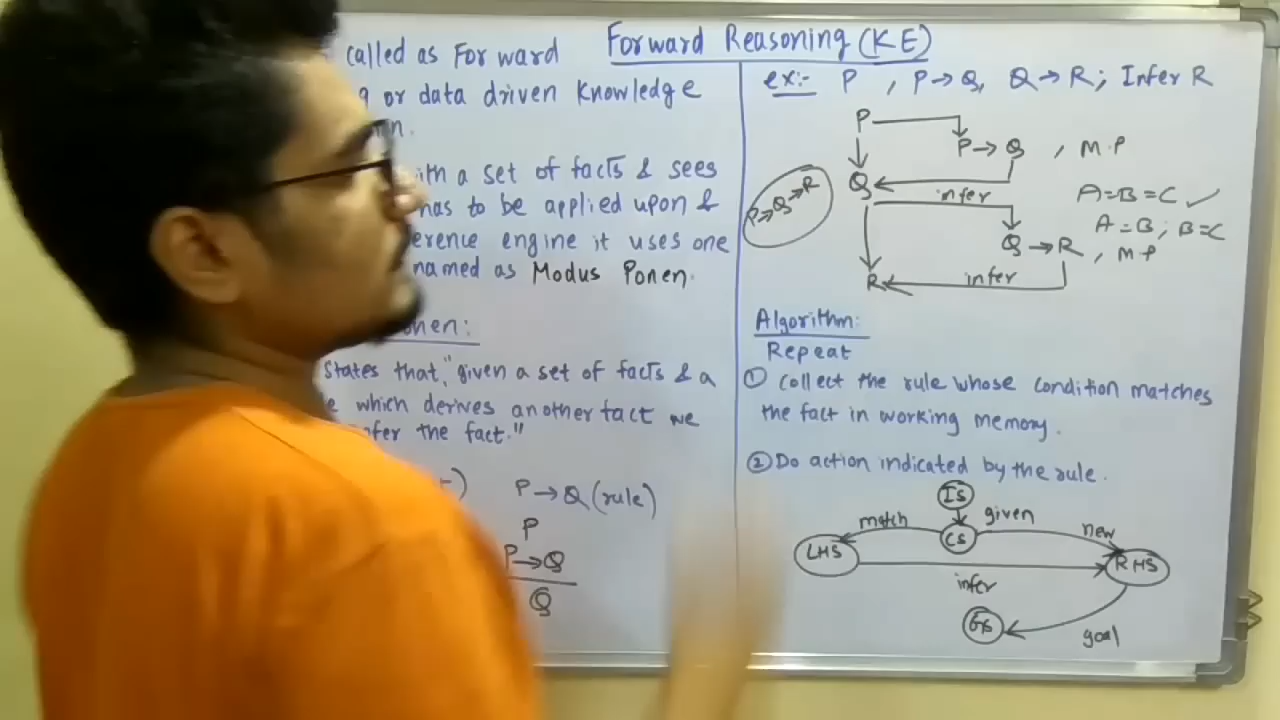 Forward Reasoning (KE)
called as Forward
or data driven Knowledge
with a set of facts & sees
has to be applied upon &
engine it uses one
named as Modus Ponen.
States that, "given a set of facts & a
which derives another fact we
the fact."
P → Q (rule)
P
P → Q
Q
ex:- P , P → Q, Q → R ; Infer R
P
P → Q , M.P
Q
infer
P → Q → R
A = B = C ✓
A = B ; B = C
Q → R , M.P
R
infer
Algorithm:
Repeat
① Collect the rule whose condition matches
the fact in working memory.
② Do action indicated by the rule.
IS
match
CS
given
new
LHS
RHS
infer
GS
goal